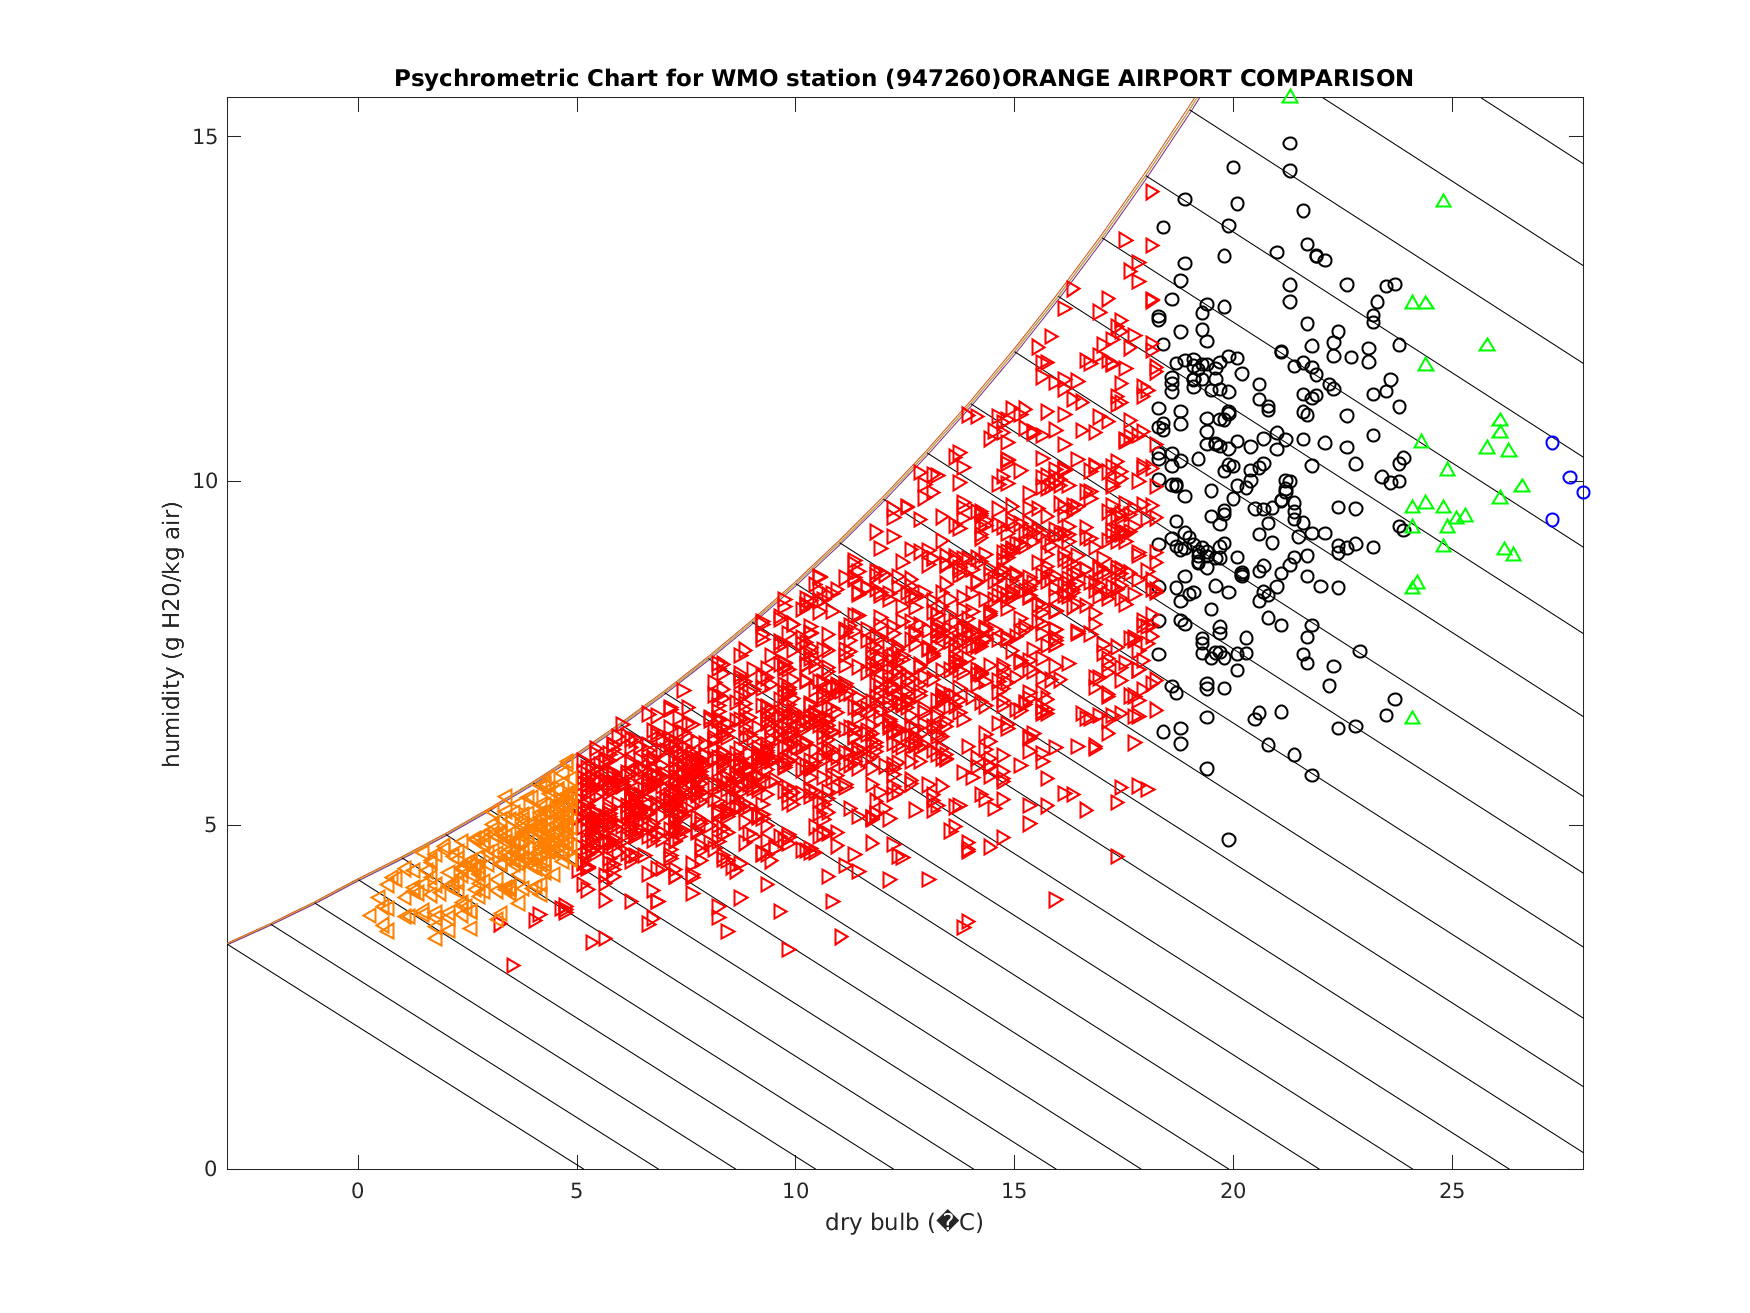 Psychrometric Chart for WMO station (947260)ORANGE AIRPORT COMPARISON
15
10
5
0
humidity (g H20/kg air)
0 5 10 15 20 25
dry bulb (�C)